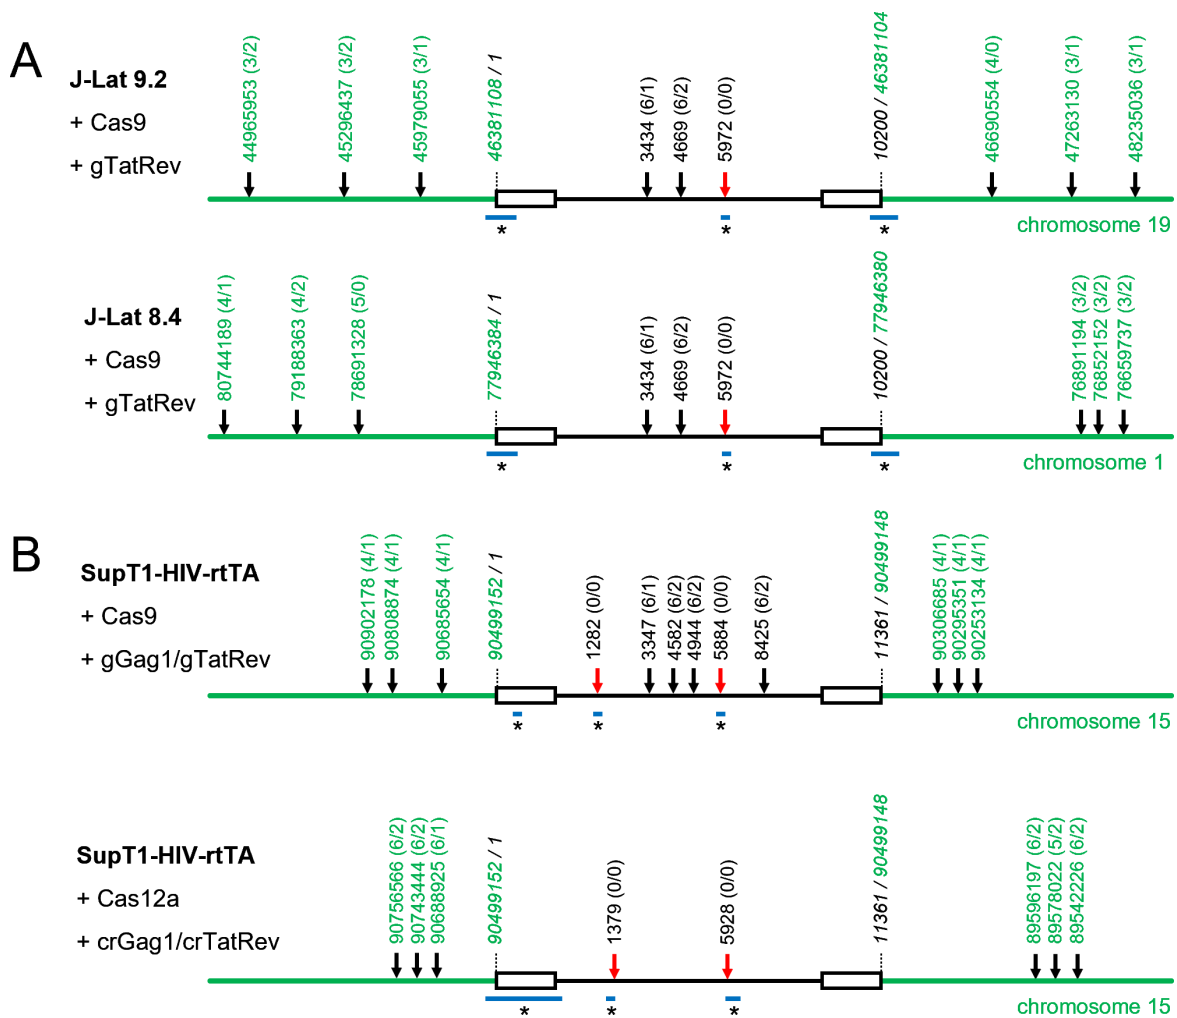 A
J-Lat 9.2
+ Cas9
+ gTatRev
44965953 (3/2)
45296437 (3/2)
45979055 (3/1)
46381108 / 1
3434 (6/1)
4669 (6/2)
5972 (0/0)
10200 / 46381104
46690554 (4/0)
47263130 (3/1)
48235036 (3/1)
*
*
*
chromosome 19
J-Lat 8.4
+ Cas9
+ gTatRev
80744189 (4/1)
79188363 (4/2)
78691328 (5/0)
77946384 / 1
3434 (6/1)
4669 (6/2)
5972 (0/0)
10200 / 77946380
76891194 (3/2)
76852152 (3/2)
76659737 (3/2)
*
*
*
chromosome 1
B
SupT1-HIV-rtTA
+ Cas9
+ gGag1/gTatRev
90902178 (4/1)
90808874 (4/1)
90685654 (4/1)
90499152 / 1
1282 (0/0)
3347 (6/1)
4582 (6/2)
4944 (6/2)
5884 (0/0)
8425 (6/2)
11361 / 90499148
90306685 (4/1)
90295351 (4/1)
90253134 (4/1)
*
*
*
chromosome 15
SupT1-HIV-rtTA
+ Cas12a
+ crGag1/crTatRev
90756566 (6/2)
90743444 (6/2)
90688925 (6/1)
90499152 / 1
1379 (0/0)
5928 (0/0)
11361 / 90499148
89596197 (6/2)
89578022 (5/2)
89542226 (6/2)
*
*
*
chromosome 15